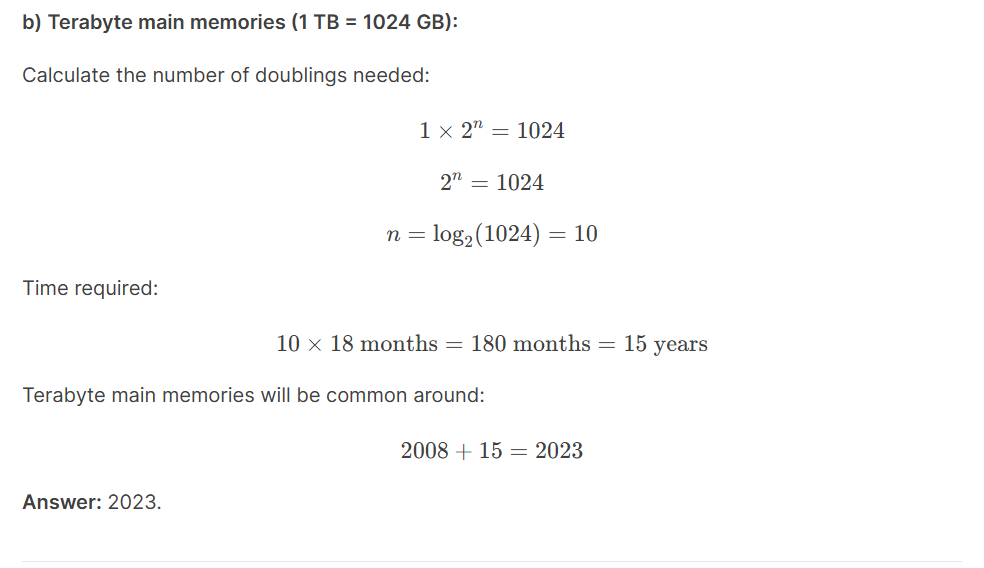 b) Terabyte main memories (1 TB = 1024 GB):
Calculate the number of doublings needed:
1 × 2ⁿ = 1024
2ⁿ = 1024
n = log₂(1024) = 10
Time required:
10 × 18 months = 180 months = 15 years
Terabyte main memories will be common around:
2008 + 15 = 2023
Answer: 2023.